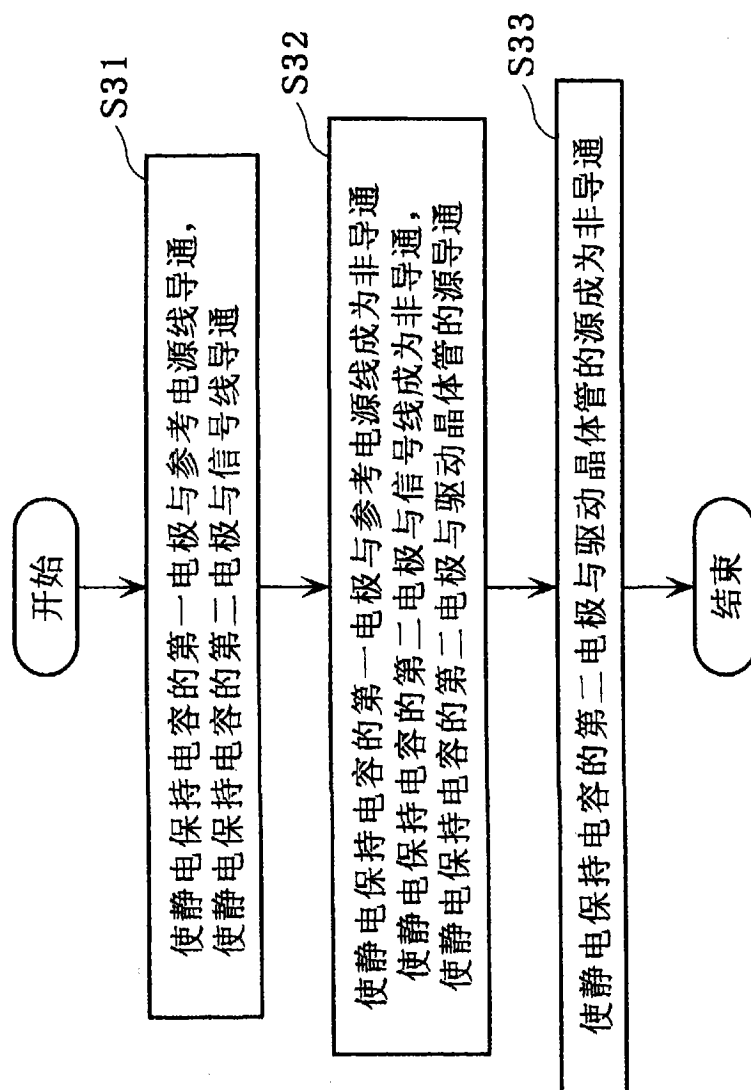 开始
S31
使静电保持电容的第一电极与参考电源线导通，
使静电保持电容的第二电极与信号线导通
S32
使静电保持电容的第一电极与参考电源线成为非导通
使静电保持电容的第二电极与信号线成为非导通，
使静电保持电容的第二电极与驱动晶体管的源导通
S33
使静电保持电容的第二电极与驱动晶体管的源成为非导通
结束